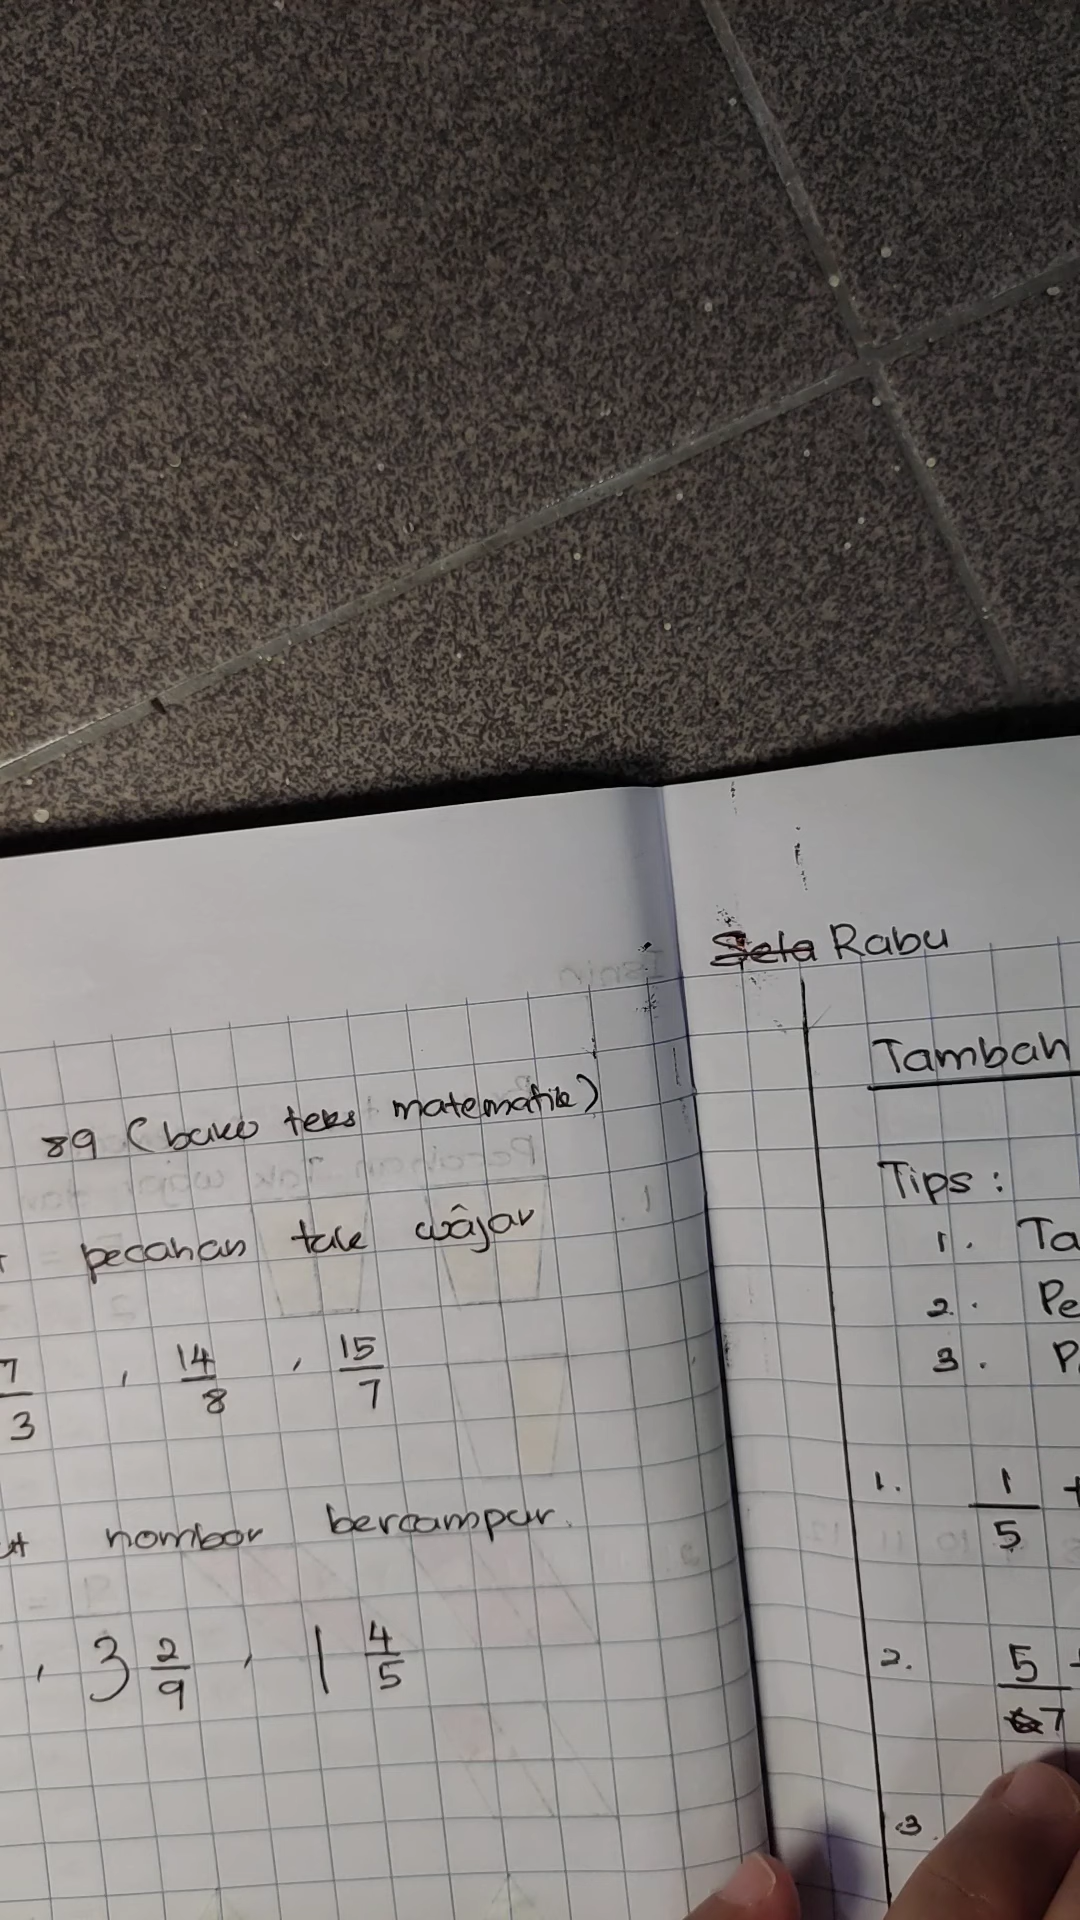 89 (buku teks matematik)
pecahan tak wajar
7/3 , 14/8 , 15/7
nombor bercampur.
, 3 2/9 , 1 4/5
Sela Rabu
Tambah
Tips :
1. Ta
2. Pe
3. P
1. 1/5 +
2. 5/7 +
3.